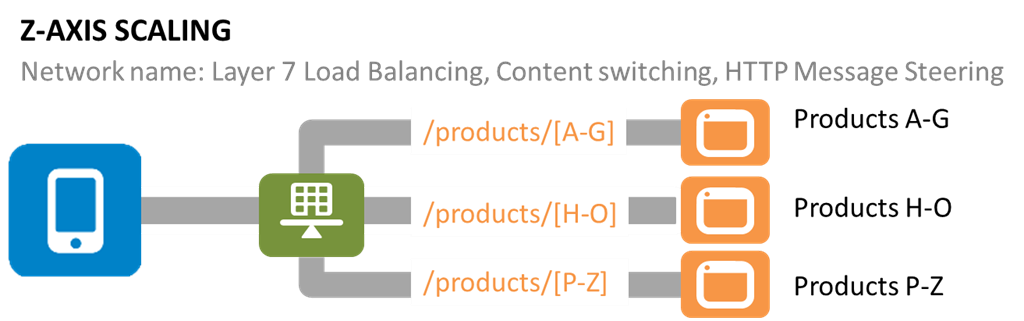 Z-AXIS SCALING
Network name: Layer 7 Load Balancing, Content switching, HTTP Message Steering
/products/[A-G]
Products A-G
/products/[H-O]
Products H-O
/products/[P-Z]
Products P-Z